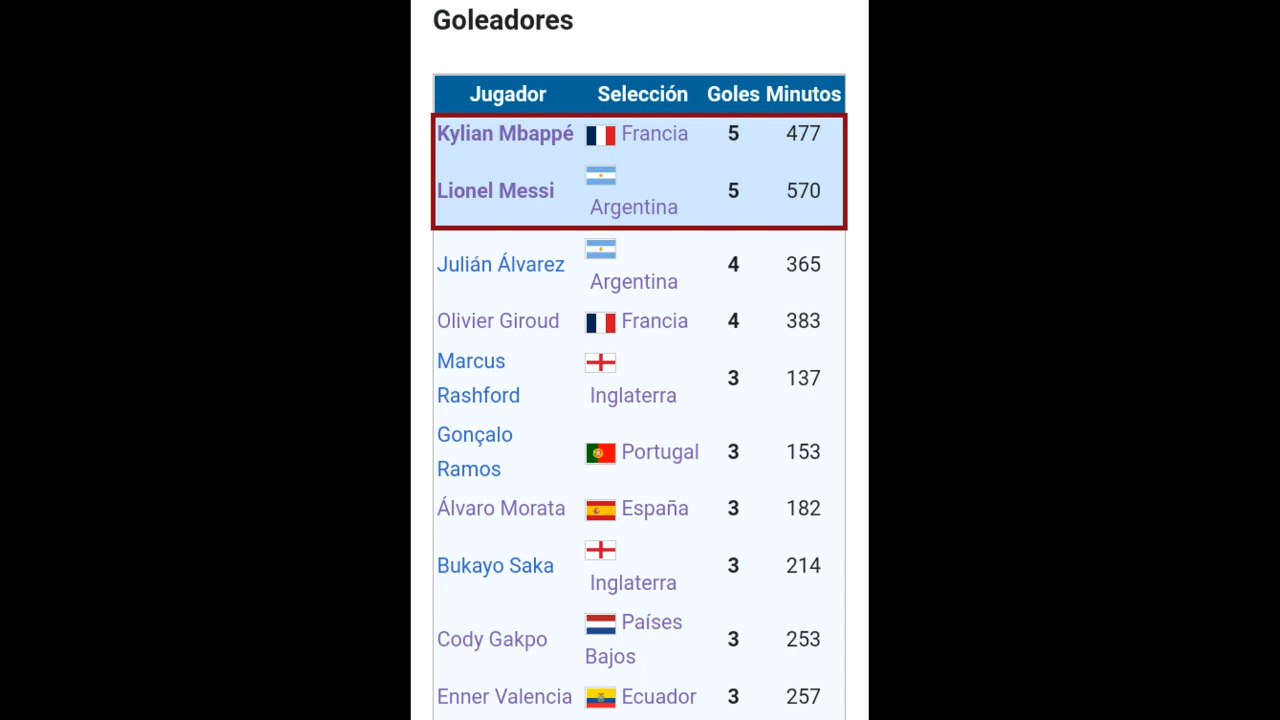 Goleadores
Jugador Selección Goles Minutos
Kylian Mbappé Francia 5 477
Lionel Messi Argentina 5 570
Julián Álvarez Argentina 4 365
Olivier Giroud Francia 4 383
Marcus
Rashford Inglaterra 3 137
Gonçalo
Ramos Portugal 3 153
Álvaro Morata España 3 182
Bukayo Saka Inglaterra 3 214
Cody Gakpo Países
Bajos 3 253
Enner Valencia Ecuador 3 257